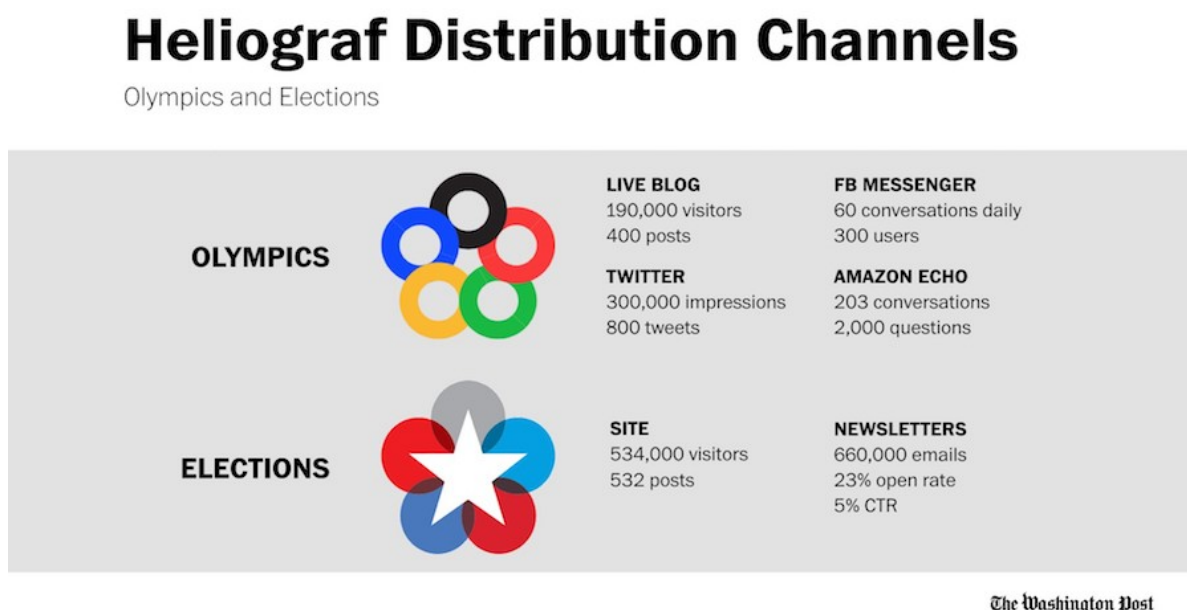 Heliograf Distribution Channels
Olympics and Elections
OLYMPICS
LIVE BLOG
190,000 visitors
400 posts
FB MESSENGER
60 conversations daily
300 users
TWITTER
300,000 impressions
800 tweets
AMAZON ECHO
203 conversations
2,000 questions
ELECTIONS
SITE
534,000 visitors
532 posts
NEWSLETTERS
660,000 emails
23% open rate
5% CTR
The Washington Post